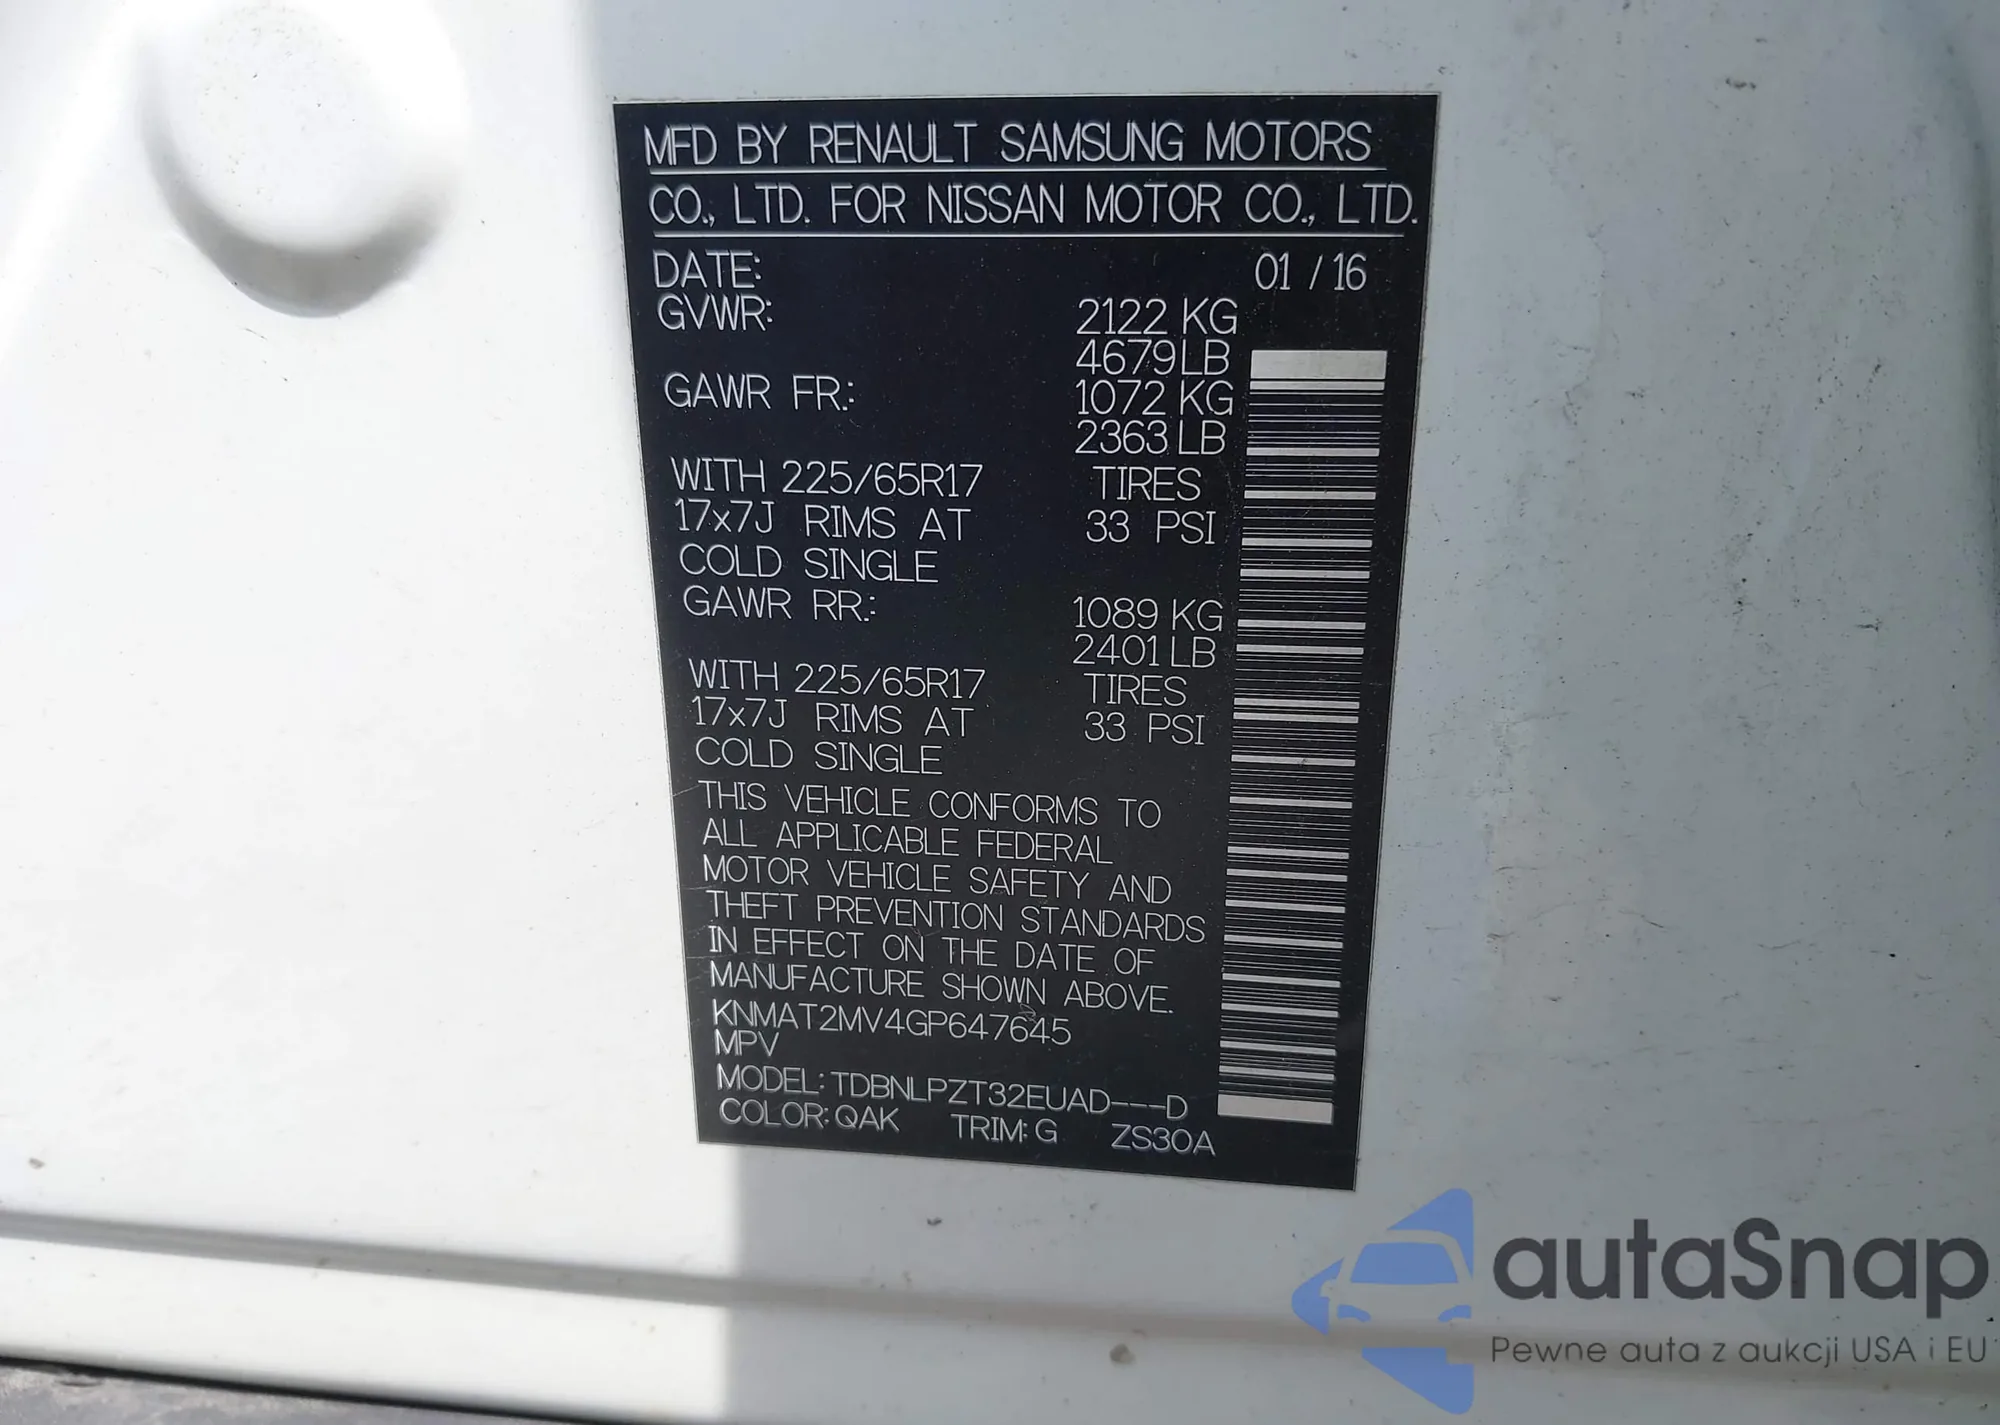 MFD BY RENAULT SAMSUNG MOTORS
CO., LTD. FOR NISSAN MOTOR CO., LTD.
DATE: 01 / 16
GVWR: 2122 KG
4679 LB
GAWR FR.: 1072 KG
2363 LB
WITH 225/65R17 TIRES
17x7J RIMS AT 33 PSI
COLD SINGLE
GAWR RR.: 1089 KG
2401 LB
WITH 225/65R17 TIRES
17x7J RIMS AT 33 PSI
COLD SINGLE
THIS VEHICLE CONFORMS TO
ALL APPLICABLE FEDERAL
MOTOR VEHICLE SAFETY AND
THEFT PREVENTION STANDARDS
IN EFFECT ON THE DATE OF
MANUFACTURE SHOWN ABOVE.
KNMAT2MV4GP647645
MPV
MODEL: TDBNLPZT32EUAD---D
COLOR: QAK TRIM: G ZS30A
autaSnap
Pewne auta z aukcji USA i EU